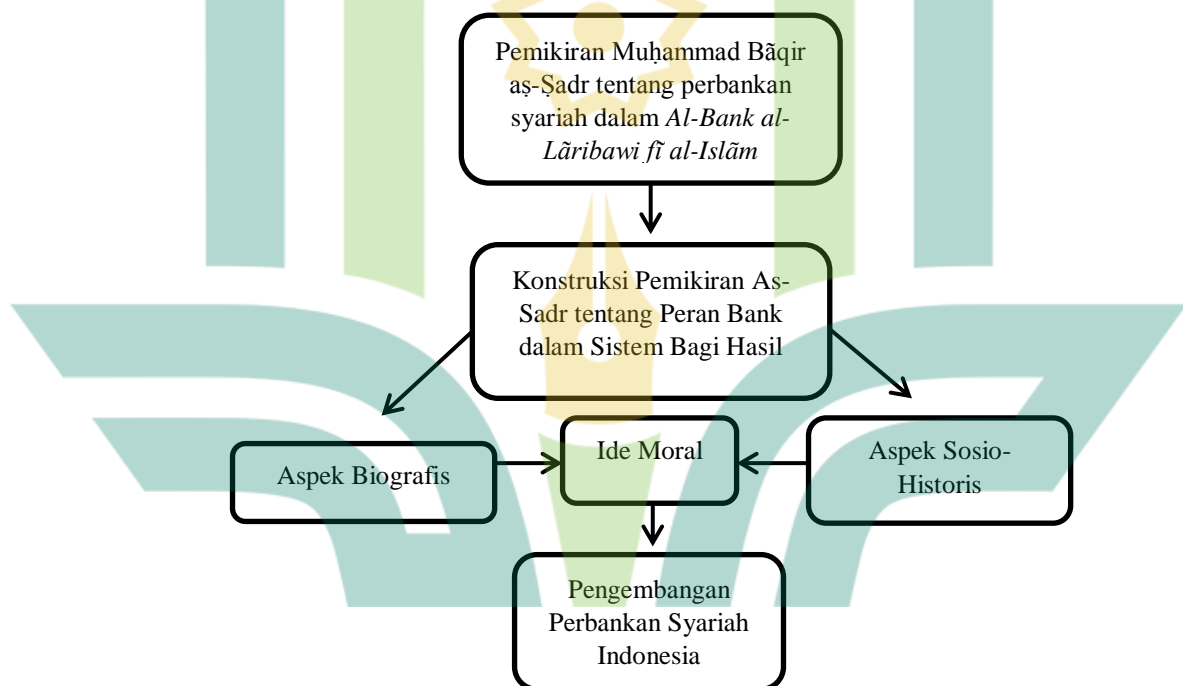 Pemikiran Muḥammad Bãqir
aṣ-Ṣadr tentang perbankan
syariah dalam Al-Bank al-
Lãribawi fĩ al-Islãm
Konstruksi Pemikiran As-
Sadr tentang Peran Bank
dalam Sistem Bagi Hasil
Aspek Biografis
Ide Moral
Aspek Sosio-
Historis
Pengembangan
Perbankan Syariah
Indonesia